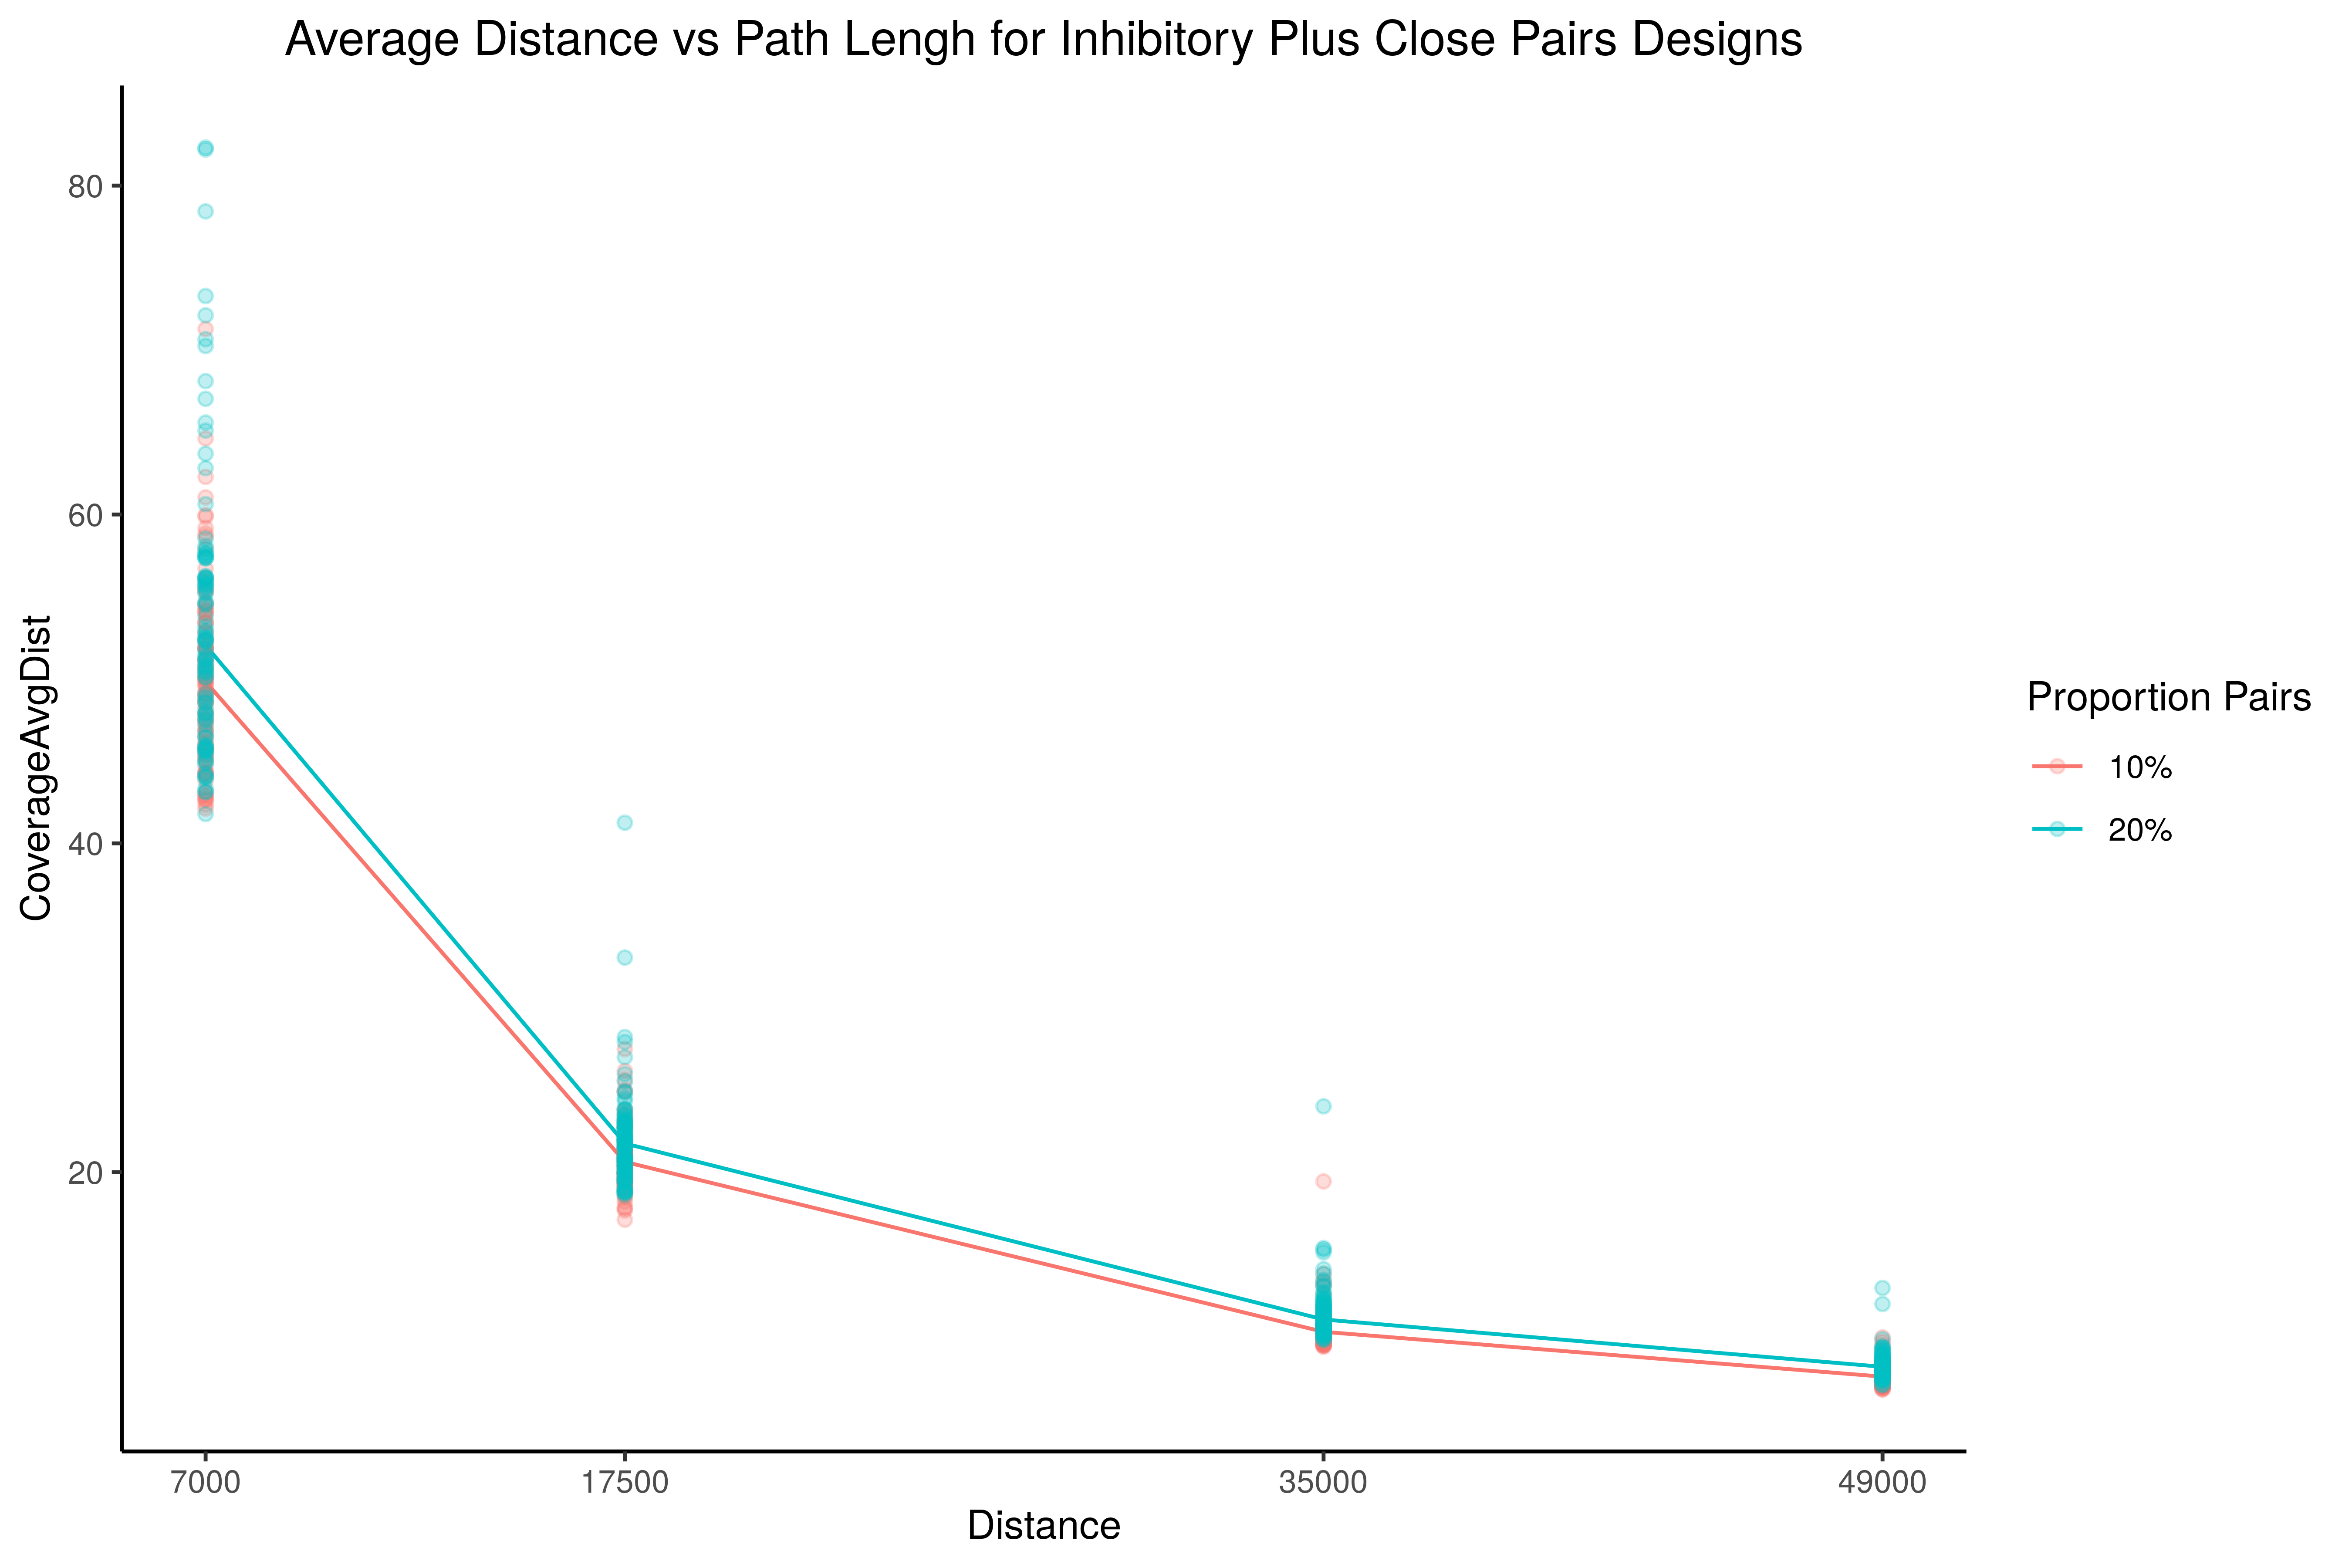 Average Distance vs Path Lengh for Inhibitory Plus Close Pairs Designs
CoverageAvgDist
80
60
40
20
7000
17500
35000
49000
Distance
Proportion Pairs
10%
20%